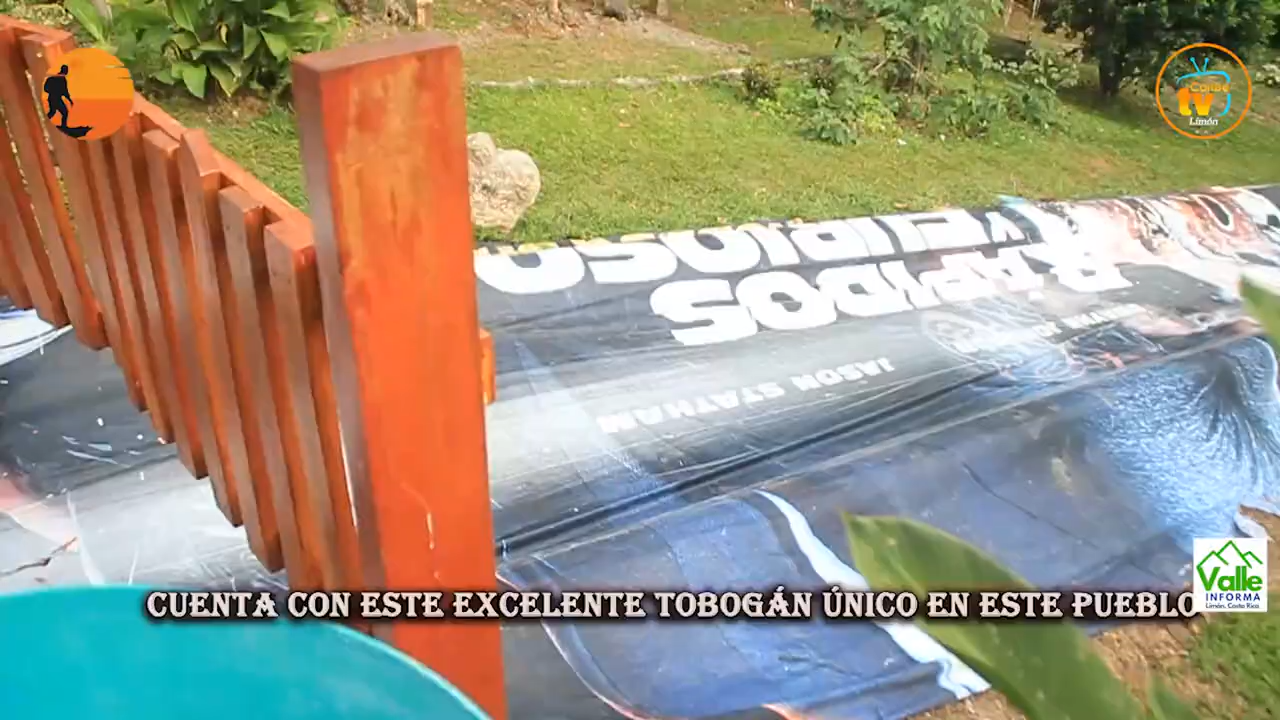 Caribe
TV
Limón
RÁPIDOS
Y FURIOSO
JASON STATHAM
CUENTA CON ESTE EXCELENTE TOBOGÁN ÚNICO EN ESTE PUEBLO
Valle
INFORMA
Limón, Costa Rica